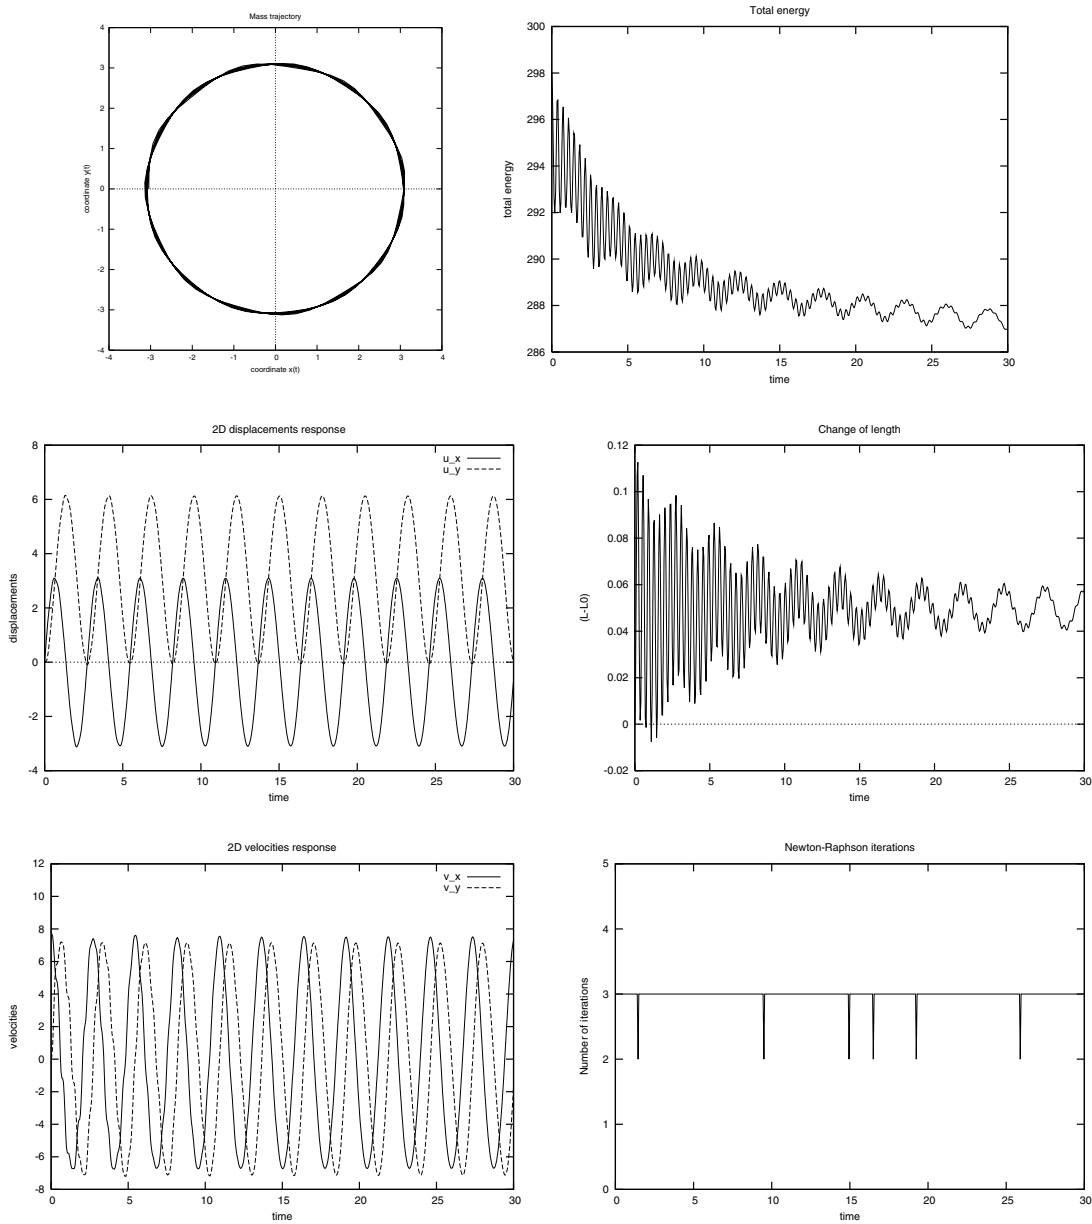 Mass trajectory
4
3
2
1
0
-1
-2
-3
-4
coordinate y(t)
-4 -3 -2 -1 0 1 2 3 4
coordinate x(t)
Total energy
300
298
296
294
292
290
288
286
total energy
0 5 10 15 20 25 30
time
2D displacements response
u_x
u_y
8
6
4
2
0
-2
-4
displacements
0 5 10 15 20 25 30
time
Change of length
0.12
0.1
0.08
0.06
0.04
0.02
0
-0.02
(L-L0)
0 5 10 15 20 25 30
time
2D velocities response
v_x
v_y
12
10
8
6
4
2
0
-2
-4
-6
-8
velocities
0 5 10 15 20 25 30
time
Newton-Raphson iterations
5
4
3
2
1
0
Number of iterations
0 5 10 15 20 25 30
time